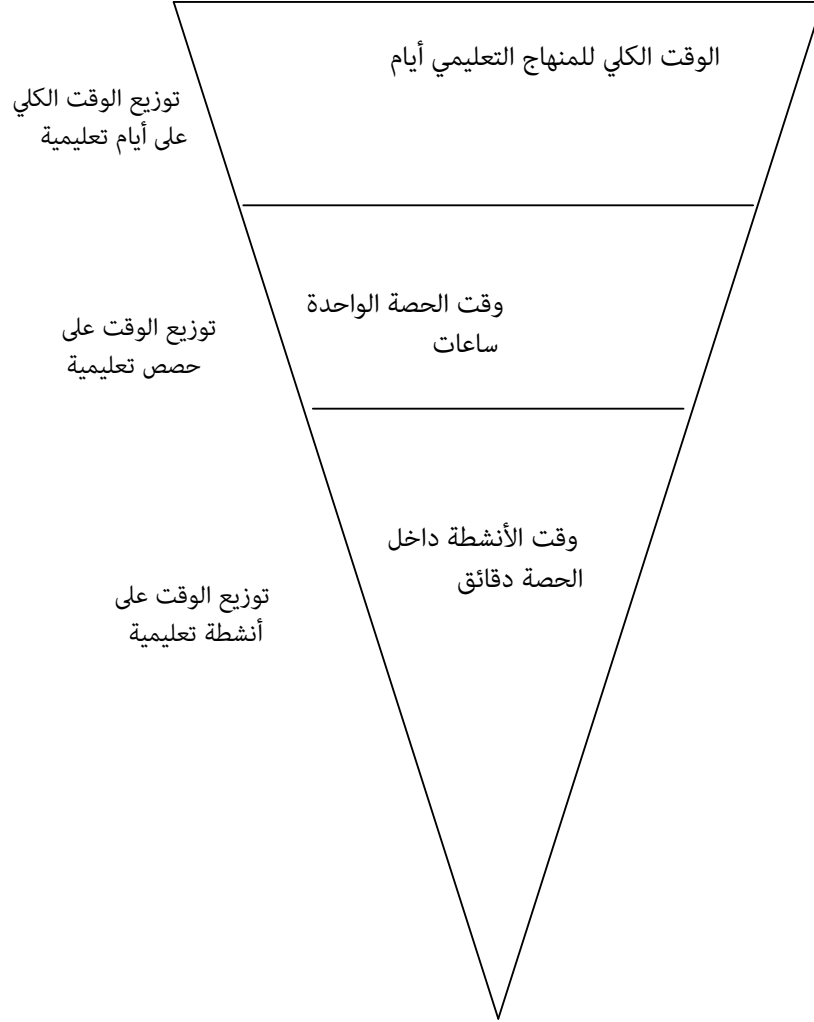 الوقت الكلي للمنهاج التعليمي أيام
توزيع الوقت الكلي
على أيام تعليمية
وقت الحصة الواحدة
ساعات
توزيع الوقت على
حصص تعليمية
وقت الأنشطة داخل
الحصة دقائق
توزيع الوقت على
أنشطة تعليمية